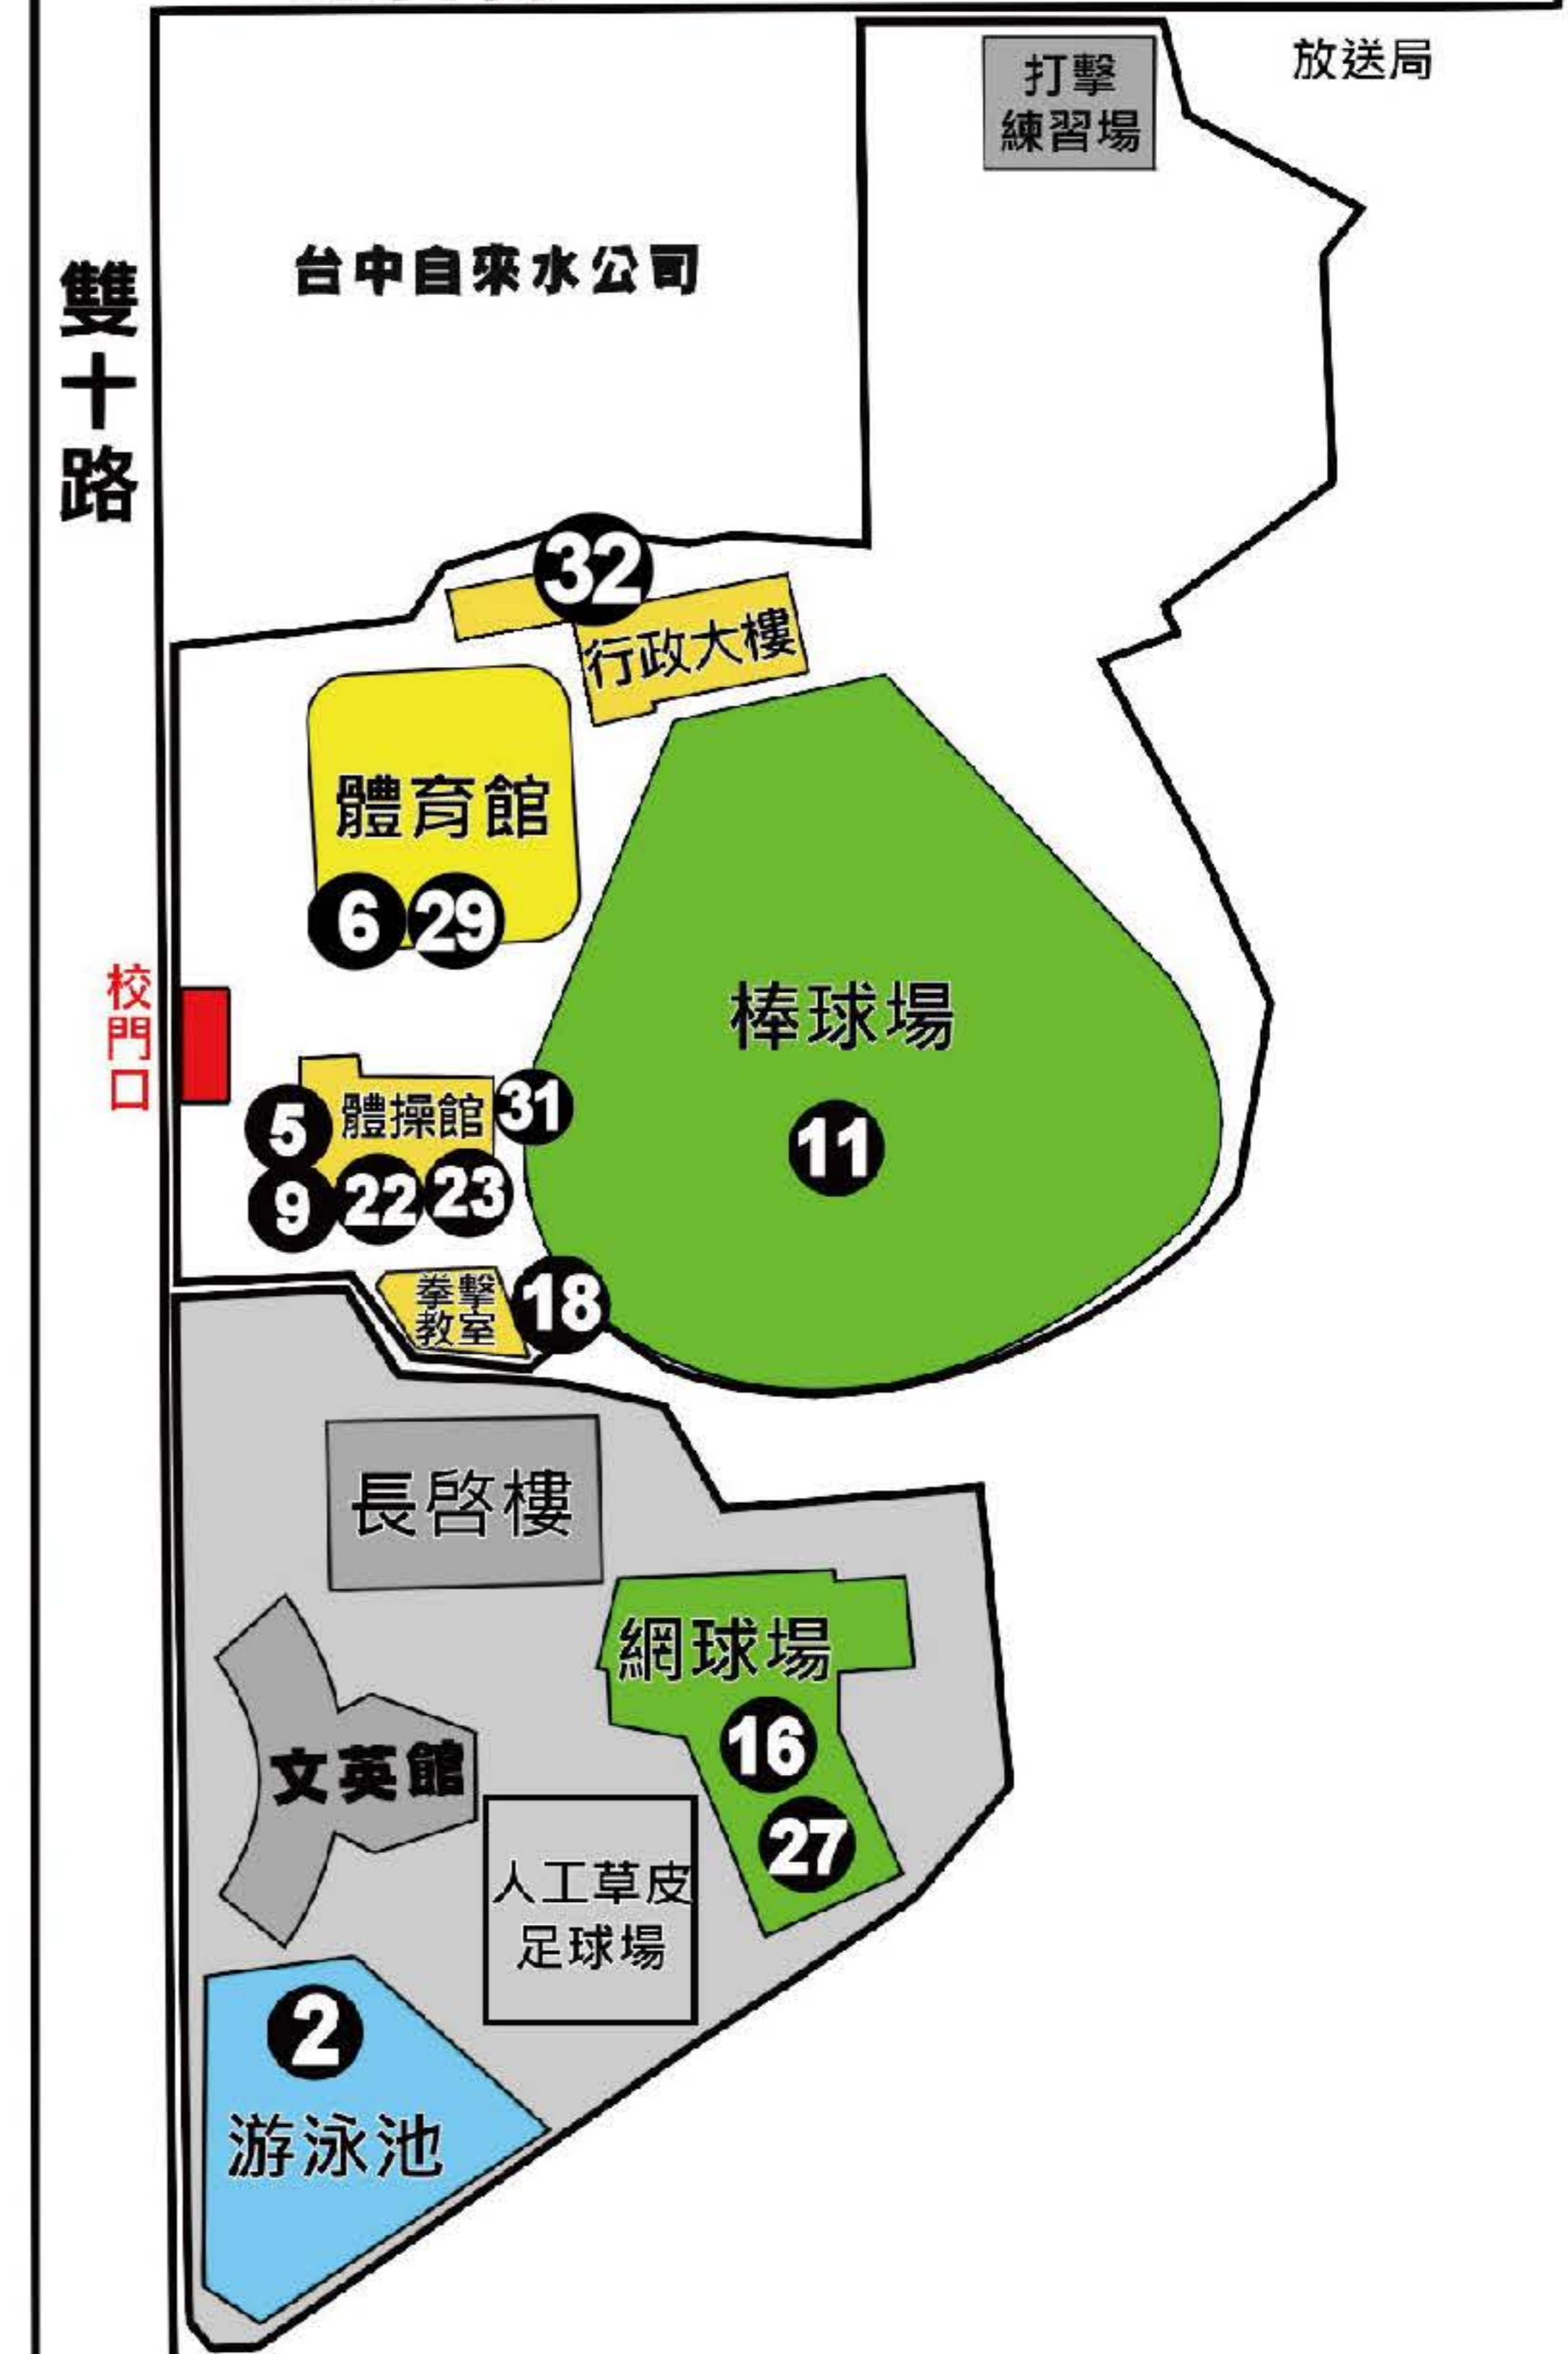 放送局
打擊
練習場
台中自來水公司
雙十路
32
行政大樓
體育館
6
29
校門口
棒球場
11
5
體操館
31
9
22
23
拳擊
教室
18
長啓樓
網球場
16
27
文英館
人工草皮
足球場
2
游泳池